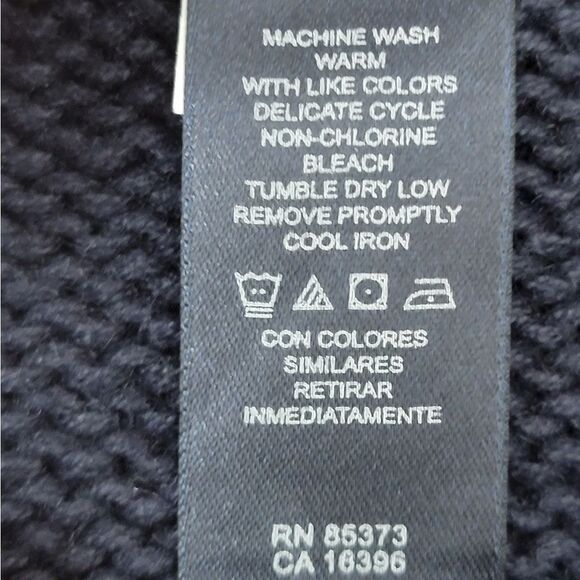 MACHINE WASH
WARM
WITH LIKE COLORS
DELICATE CYCLE
NON-CHLORINE
BLEACH
TUMBLE DRY LOW
REMOVE PROMPTLY
COOL IRON
CON COLORES
SIMILARES
RETIRAR
INMEDIATAMENTE
RN 85373
CA 16396